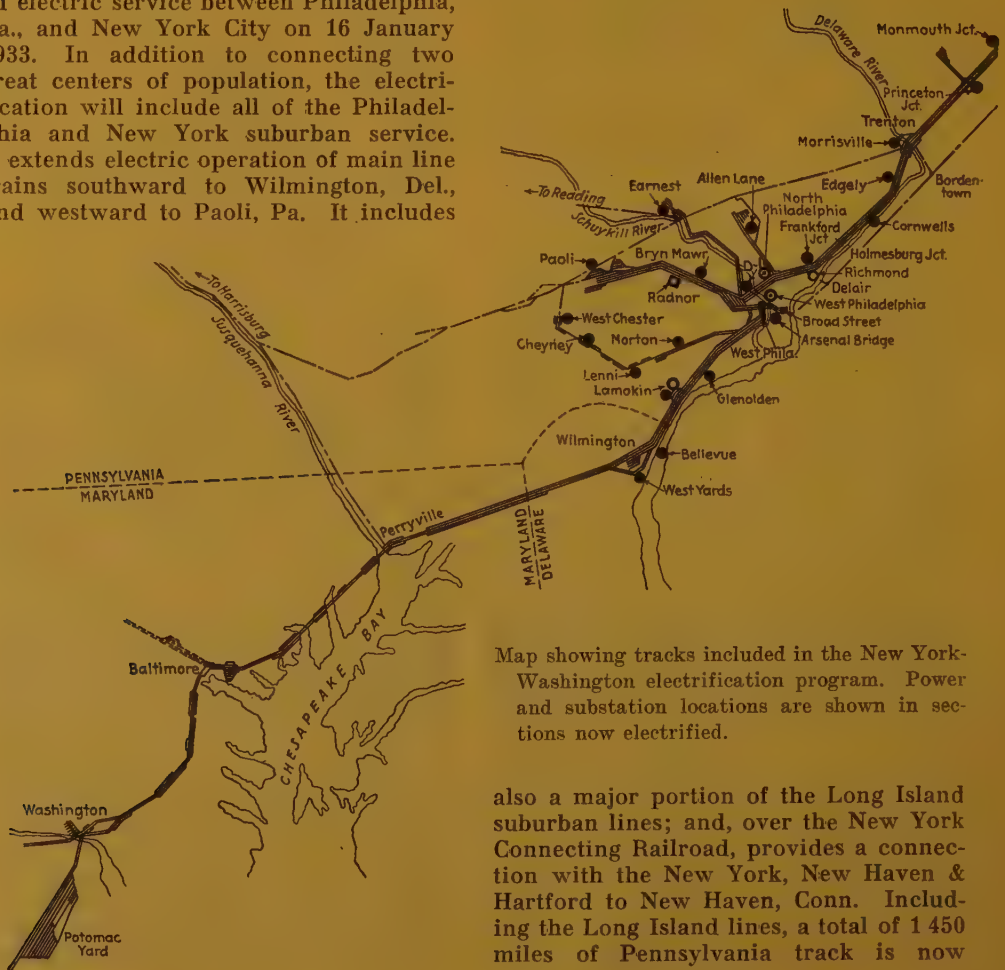 electric service between Philadelphia,
a., and New York City on 16 January
933. In addition to connecting two
reat centers of population, the electri-
cation will include all of the Philadel-
hia and New York suburban service.
extends electric operation of main line
rains southward to Wilmington, Del.,
nd westward to Paoli, Pa. It includes
Delaware River
Monmouth Jct.
Princeton
Jct.
Trenton
Morrisville
Edgely
Borden-
town
Cornwells
Holmesburg Jct.
Richmond
Delair
West Philadelphia
Broad Street
Arsenal Bridge
To Reading
Schuykill River
Earnest
Allen Lane
North
Philadelphia
Frankford
Jct
Paoli
Bryn Mawr
Radnor
West Chester
Cheyney
Norton
Lenni
Lamokin
West Phila.
Glenolden
Wilmington
Bellevue
West Yards
To Harrisburg
Susquehanna
River
PENNSYLVANIA
MARYLAND
Perryville
MARYLAND
DELAWARE
Baltimore
CHESAPEAKE BAY
Washington
Potomac
Yard
Map showing tracks included in the New York-
Washington electrification program. Power
and substation locations are shown in sec-
tions now electrified.
also a major portion of the Long Island
suburban lines; and, over the New York
Connecting Railroad, provides a connec-
tion with the New York, New Haven &
Hartford to New Haven, Conn. Includ-
ing the Long Island lines, a total of 1 450
miles of Pennsylvania track is now